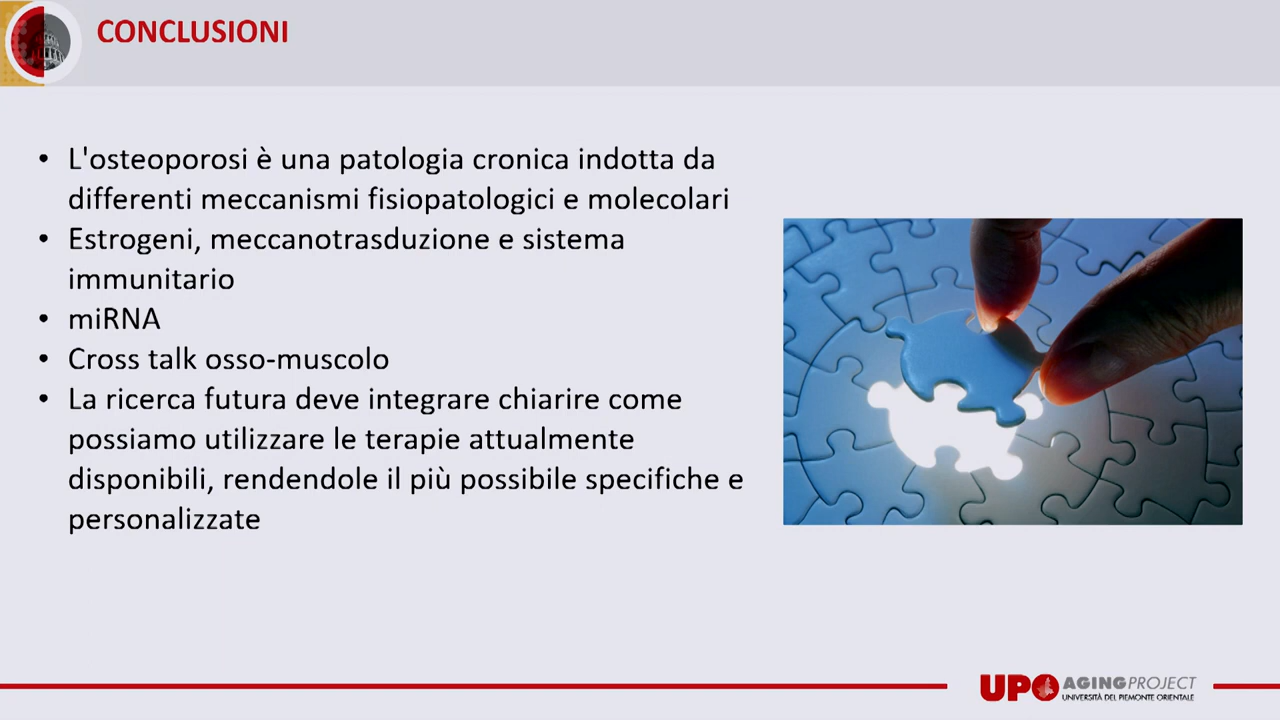 CONCLUSIONI
• L'osteoporosi è una patologia cronica indotta da
differenti meccanismi fisiopatologici e molecolari
• Estrogeni, meccanotrasduzione e sistema
immunitario
• miRNA
• Cross talk osso-muscolo
• La ricerca futura deve integrare chiarire come
possiamo utilizzare le terapie attualmente
disponibili, rendendole il più possibile specifiche e
personalizzate
UPO AGINGPROJECT
UNIVERSITÀ DEL PIEMONTE ORIENTALE